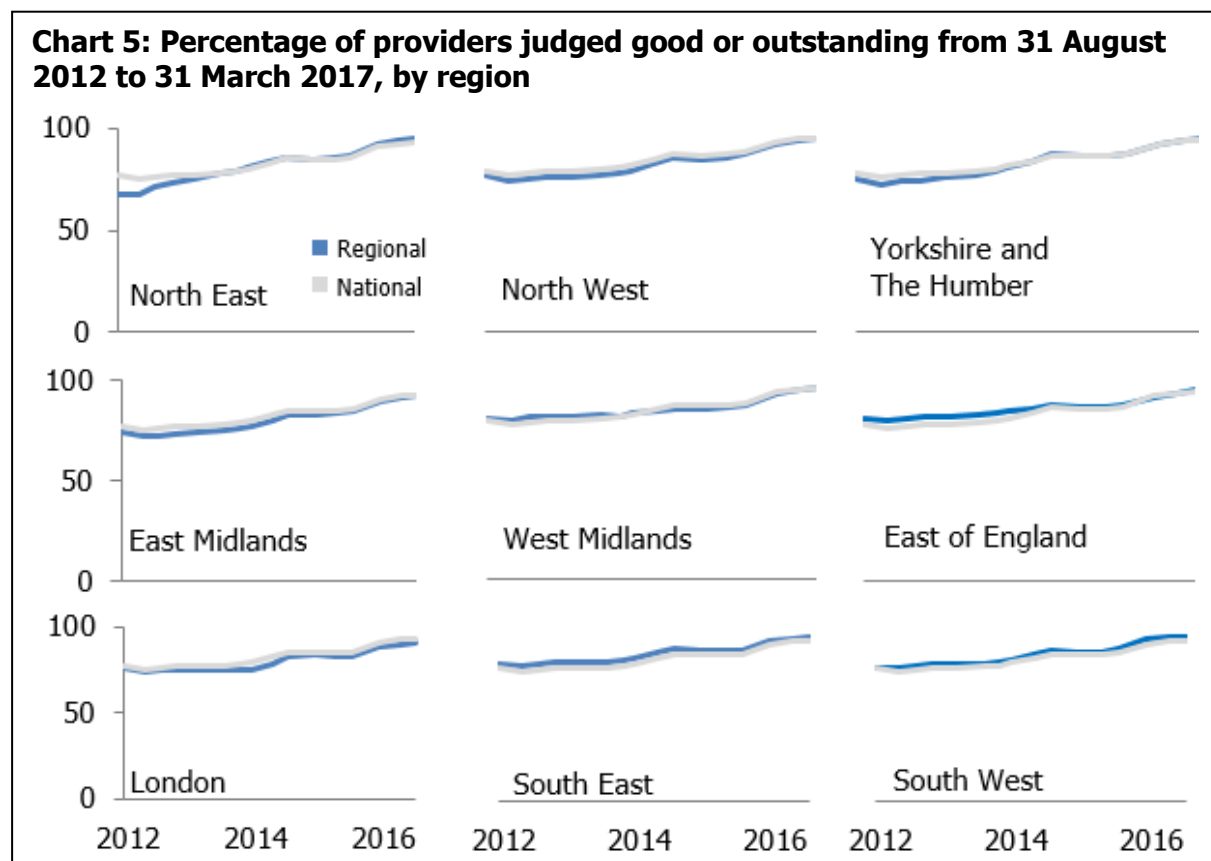 Chart 5: Percentage of providers judged good or outstanding from 31 August
2012 to 31 March 2017, by region
100
50
0
Regional
National
North East
North West
Yorkshire and
The Humber
100
50
0
East Midlands
West Midlands
East of England
100
50
0
London
South East
South West
2012 2014 2016 2012 2014 2016 2012 2014 2016